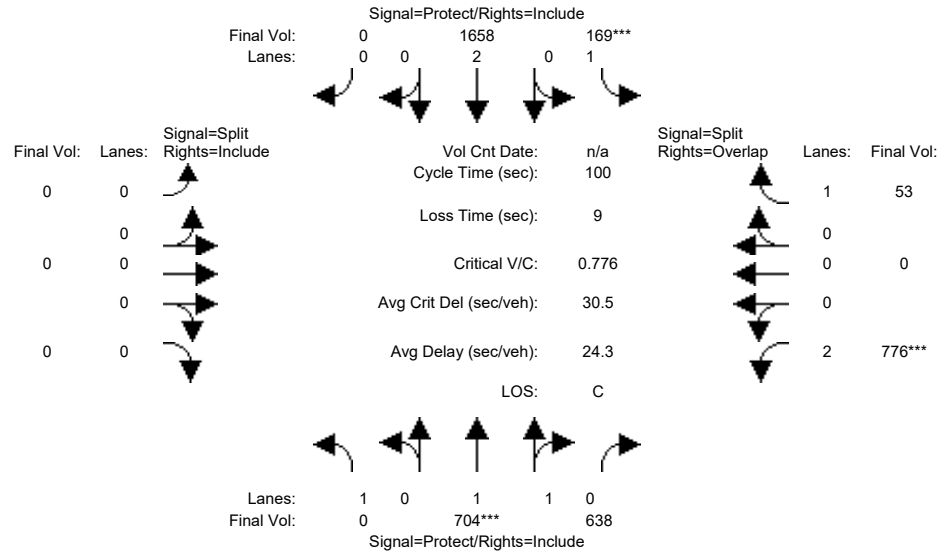 Signal=Protect/Rights=Include
Final Vol: 0 1658 169***
Lanes: 0 0 2 0 1
Signal=Split
Final Vol: Lanes: Rights=Include
Vol Cnt Date: n/a
Signal=Split
Rights=Overlap Lanes: Final Vol:
Cycle Time (sec): 100
0 0
1 53
Loss Time (sec): 9
0
0
0 0
Critical V/C: 0.776
0 0
0
Avg Crit Del (sec/veh): 30.5
0
0 0
Avg Delay (sec/veh): 24.3
2 776***
LOS: C
Lanes: 1 0 1 1 0
Final Vol: 0 704*** 638
Signal=Protect/Rights=Include